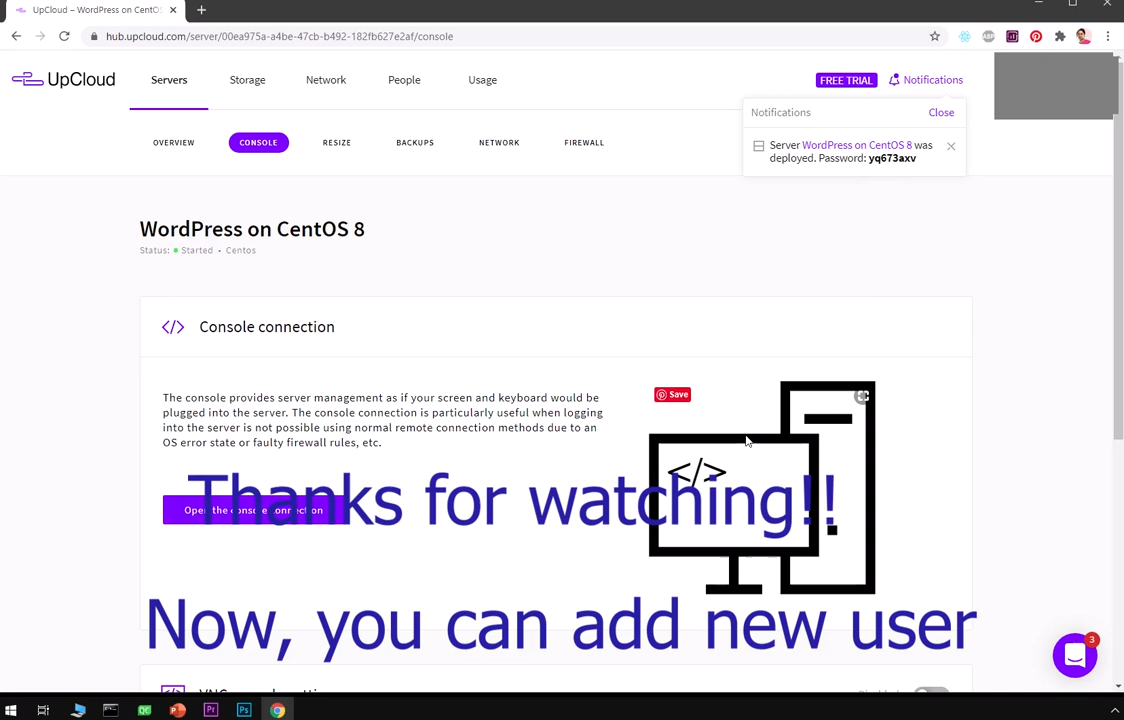 UpCloud – WordPress on CentOS
hub.upcloud.com/server/00ea975a-a4be-47cb-b492-182fb627e2af/console
UpCloud
Servers
Storage
Network
People
Usage
FREE TRIAL
Notifications
Notifications
Close
Server WordPress on CentOS 8 was
deployed. Password: yq673axv
OVERVIEW
CONSOLE
RESIZE
BACKUPS
NETWORK
FIREWALL
WordPress on CentOS 8
Status: Started • Centos
</> Console connection
The console provides server management as if your screen and keyboard would be
plugged into the server. The console connection is particularly useful when logging
into the server is not possible using normal remote connection methods due to an
OS error state or faulty firewall rules, etc.
Save
</>
Open the console connection
Thanks for watching!!
Now, you can add new user
3